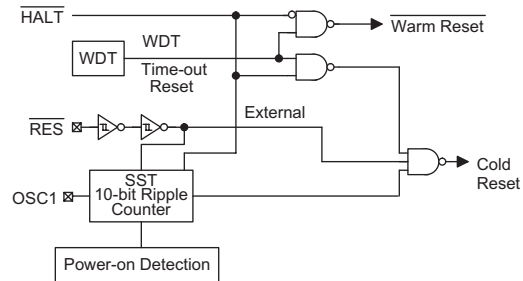 HALT
WDT
Warm Reset
WDT
Time-out
Reset
RES
External
SST
10-bit Ripple
Counter
OSC1
Cold
Reset
Power-on Detection